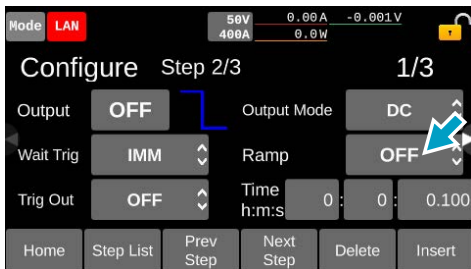 Mode LAN 50V 400A 0.00A -0.001V 0.0W
Configure Step 2/3 1/3
Output OFF Output Mode DC
Wait Trig IMM Ramp OFF
Trig Out OFF Time h:m:s 0 : 0 : 0.100
Home Step List Prev Step Next Step Delete Insert